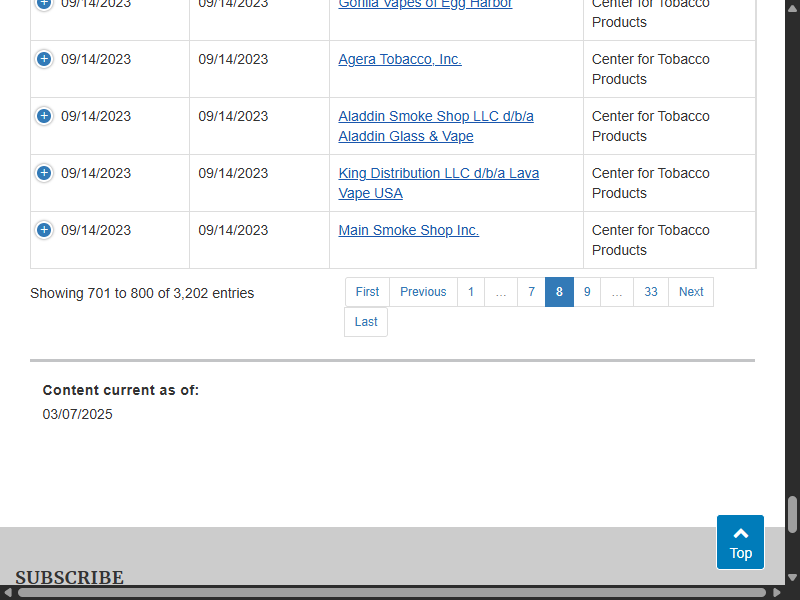 09/14/2023 09/14/2023 Gorilla Vapes of Egg Harbor Center for Tobacco
Products
09/14/2023 09/14/2023 Agera Tobacco, Inc. Center for Tobacco
Products
09/14/2023 09/14/2023 Aladdin Smoke Shop LLC d/b/a Center for Tobacco
Aladdin Glass & Vape Products
09/14/2023 09/14/2023 King Distribution LLC d/b/a Lava Center for Tobacco
Vape USA Products
09/14/2023 09/14/2023 Main Smoke Shop Inc. Center for Tobacco
Products
Showing 701 to 800 of 3,202 entries First Previous 1 … 7 8 9 … 33 Next
Last
Content current as of:
03/07/2025
Top
SUBSCRIBE